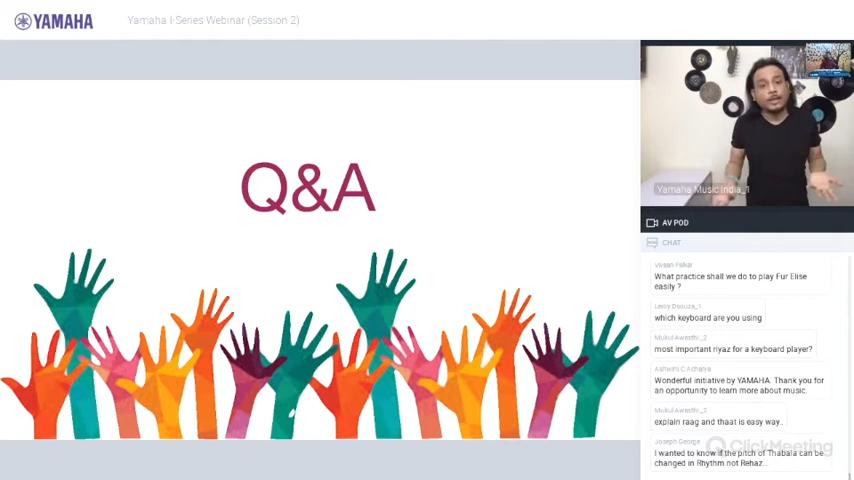 YAMAHA
Yamaha I-Series Webinar (Session 2)
Q&A
Yamaha Music India_1
AV POD
CHAT
What practice shall we do to play Fur Elise
easily ?
which keyboard are you using
Mukul Awasthi_2
most important riyaz for a keyboard player?
Ashwini C Acharya
Wonderful initiative by YAMAHA. Thank you for
an opportunity to learn more about music.
Mukul Awasthi_2
explain raag and thaat is easy way..
Joseph George
ClickMeeting
I wanted to know if the pitch of Thabala can be
changed in Rhythm not Rehaz...